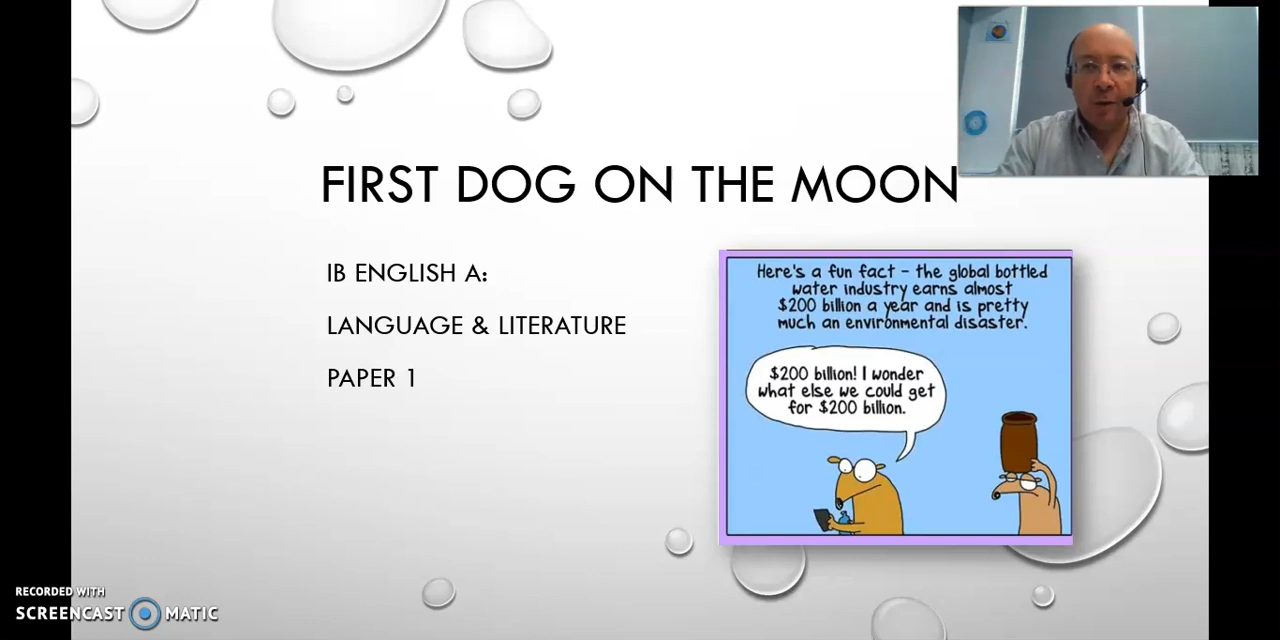 FIRST DOG ON THE MOON
IB ENGLISH A:
LANGUAGE & LITERATURE
PAPER 1
Here's a fun fact - the global bottled
water industry earns almost
$200 billion a year and is pretty
much an environmental disaster.
$200 billion! I wonder
what else we could get
for $200 billion.
RECORDED WITH
SCREENCAST MATIC